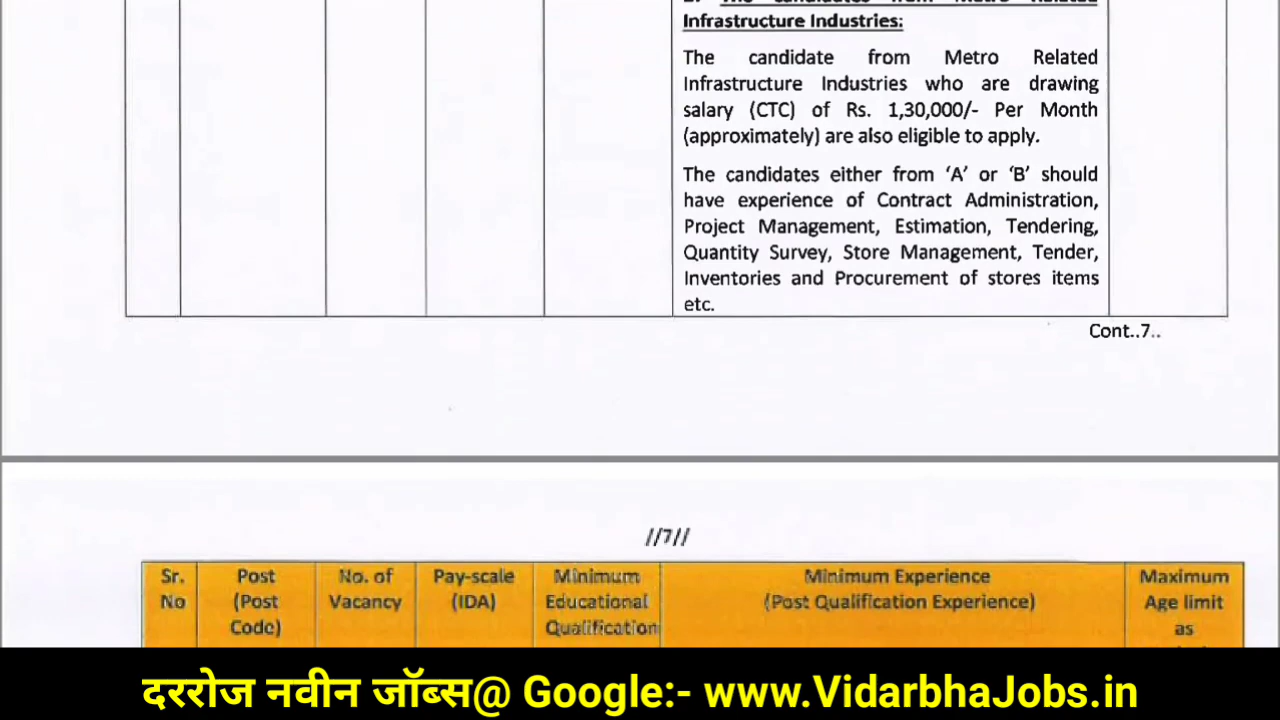 Infrastructure Industries:
The candidate from Metro Related
Infrastructure Industries who are drawing
salary (CTC) of Rs. 1,30,000/- Per Month
(approximately) are also eligible to apply.
The candidates either from ‘A’ or ‘B’ should
have experience of Contract Administration,
Project Management, Estimation, Tendering,
Quantity Survey, Store Management, Tender,
Inventories and Procurement of stores items
etc.
Cont..7..
//7//
Sr. No
Post (Post Code)
No. of Vacancy
Pay-scale (IDA)
Minimum Educational Qualification
Minimum Experience (Post Qualification Experience)
Maximum Age limit as
दररोज नवीन जॉब्स@ Google:- www.VidarbhaJobs.in